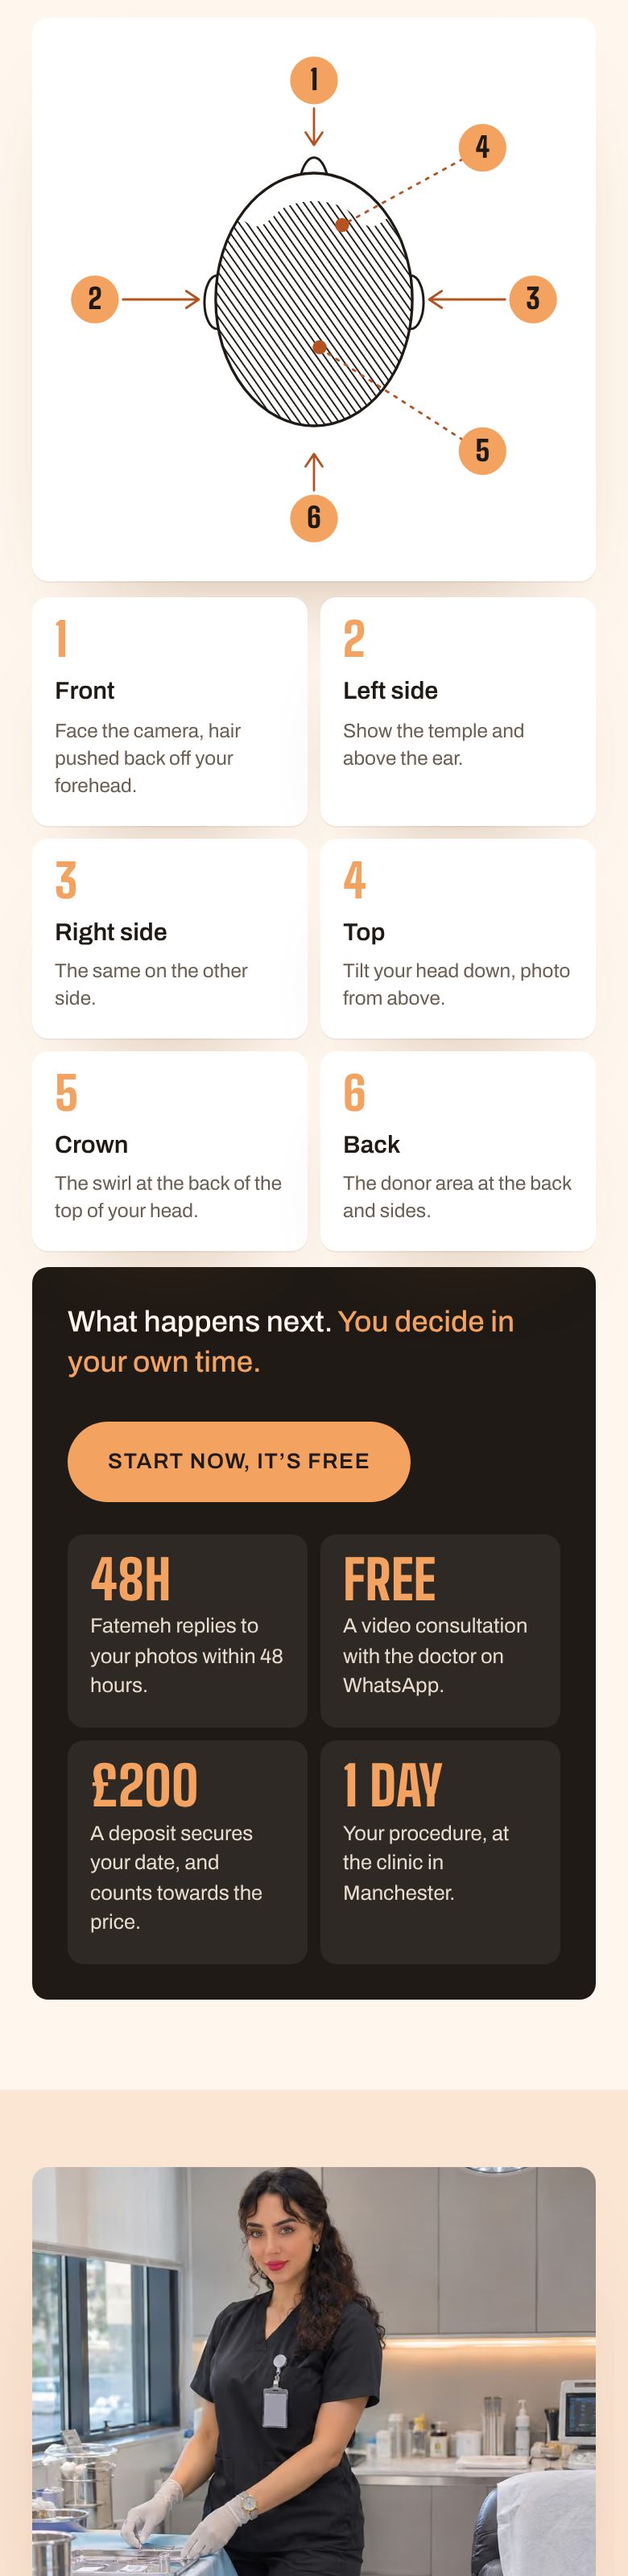 1
4
2
3
5
6
1
Front
Face the camera, hair
pushed back off your
forehead.
2
Left side
Show the temple and
above the ear.
3
Right side
The same on the other
side.
4
Top
Tilt your head down, photo
from above.
5
Crown
The swirl at the back of the
top of your head.
6
Back
The donor area at the back
and sides.
What happens next. You decide in
your own time.
START NOW, IT’S FREE
48H
Fatemeh replies to
your photos within 48
hours.
FREE
A video consultation
with the doctor on
WhatsApp.
£200
A deposit secures
your date, and
counts towards the
price.
1 DAY
Your procedure, at
the clinic in
Manchester.